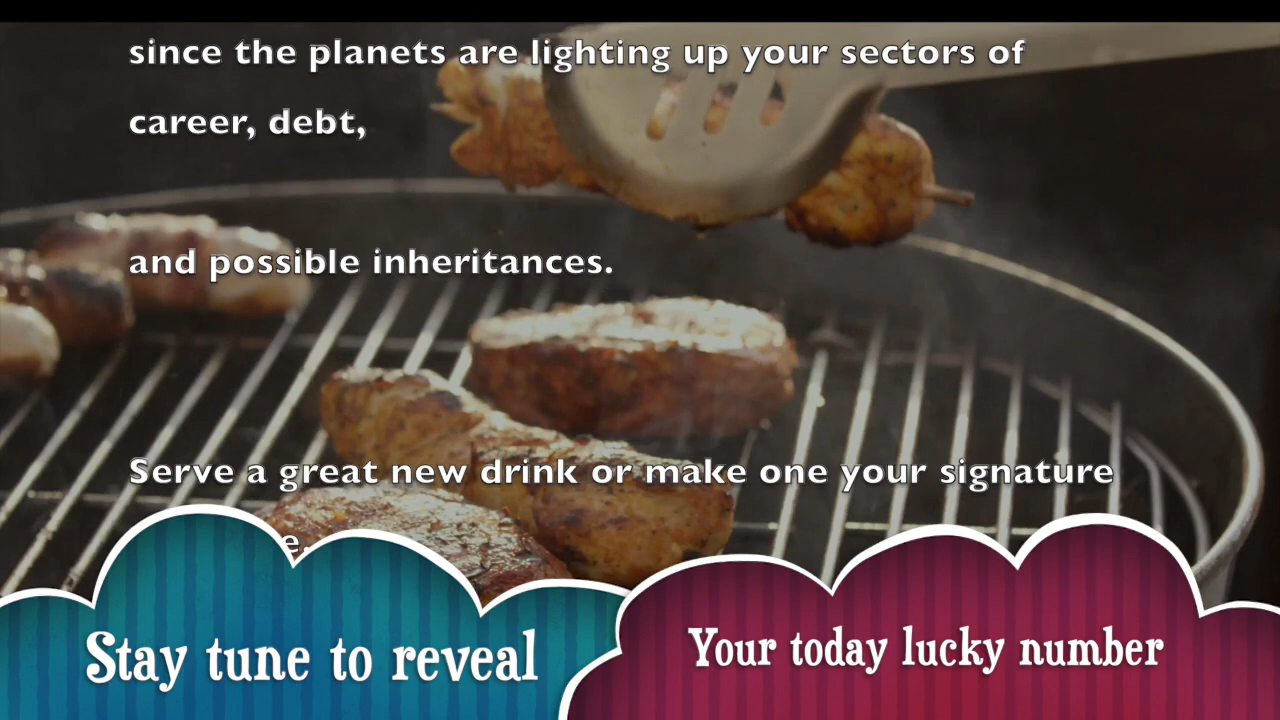 since the planets are lighting up your sectors of
career, debt,
and possible inheritances.
Serve a great new drink or make one your signature
Stay tune to reveal
Your today lucky number